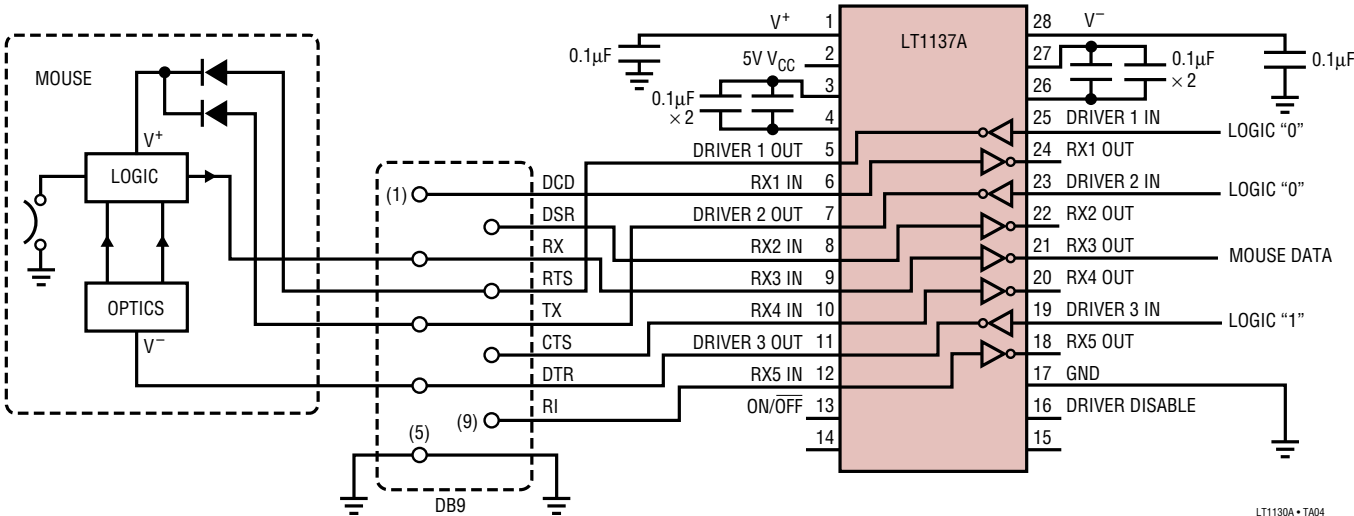 MOUSE
V+
LOGIC
OPTICS
V−
(1)
(5)
(9)
DB9
DCD
DSR
RX
RTS
TX
CTS
DTR
RI
0.1µF
V+ 1
5V VCC 2
0.1µF
× 2
3
4
DRIVER 1 OUT 5
RX1 IN 6
DRIVER 2 OUT 7
RX2 IN 8
RX3 IN 9
RX4 IN 10
DRIVER 3 OUT 11
RX5 IN 12
ON/OFF 13
14
LT1137A
28 V−
0.1µF
27
0.1µF
× 2
26
25 DRIVER 1 IN LOGIC “0”
24 RX1 OUT
23 DRIVER 2 IN LOGIC “0”
22 RX2 OUT
21 RX3 OUT MOUSE DATA
20 RX4 OUT
19 DRIVER 3 IN LOGIC “1”
18 RX5 OUT
17 GND
16 DRIVER DISABLE
15
LT1130A • TA04